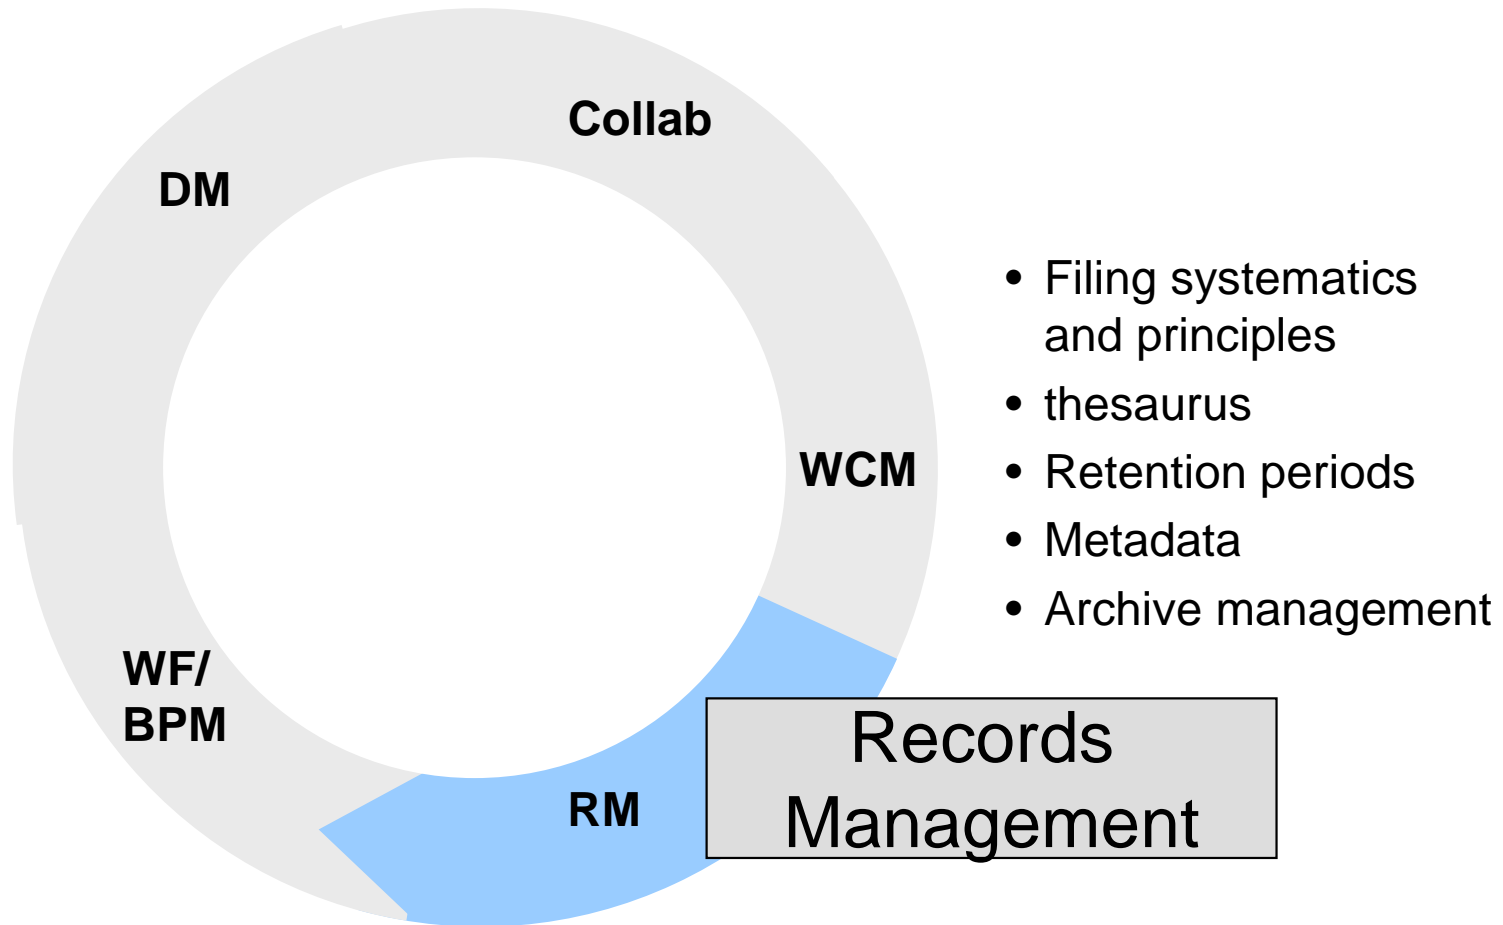 Collab
DM
WCM
WF/
BPM
RM
• Filing systematics
and principles
• thesaurus
• Retention periods
• Metadata
• Archive management
Records
Management